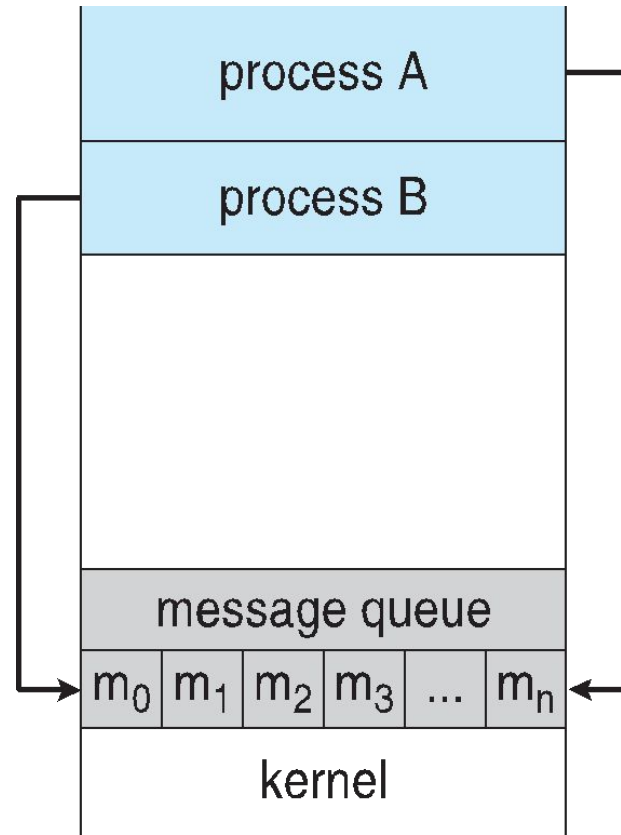 process A
process B
message queue
m₀ m₁ m₂ m₃ ... mₙ
kernel